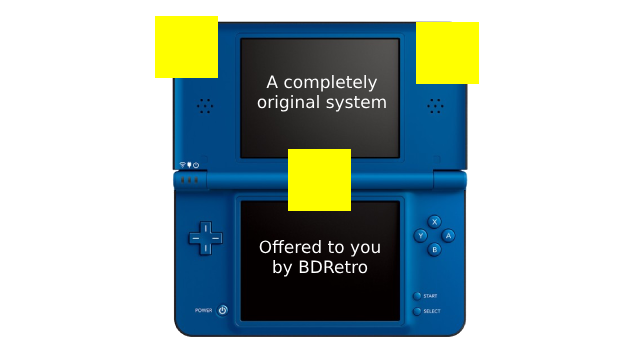 A completely
original system
Offered to you
by BDRetro
X
Y
A
B
START
SELECT
POWER